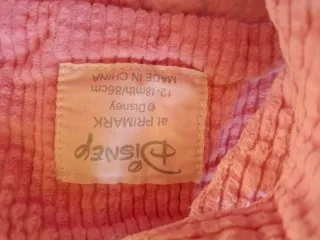 Disney
at PRIMARK
© Disney
12-18mth/86cm
MADE IN CHINA